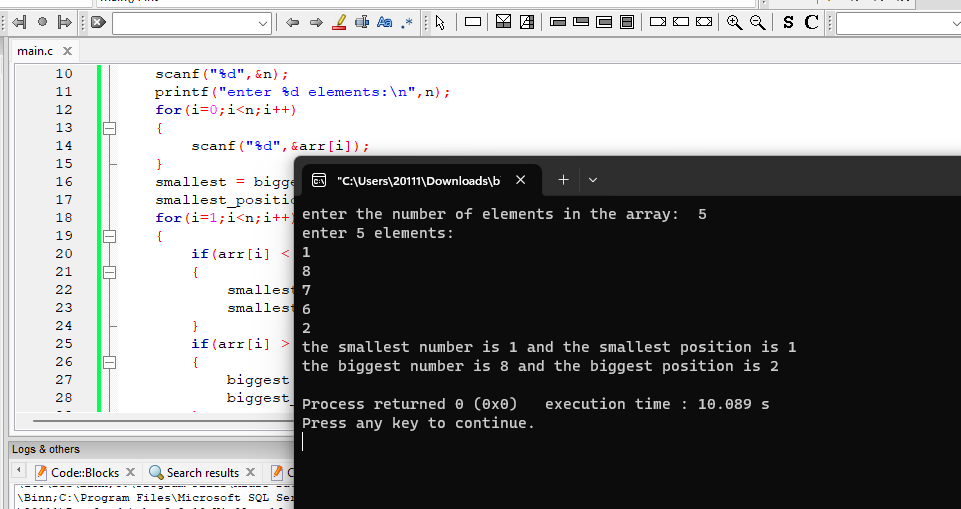 Aa
.*
S C
main.c
10 scanf("%d",&n);
11 printf("enter %d elements:\n",n);
12 for(i=0;i<n;i++)
13 {
14 scanf("%d",&arr[i]);
15 }
16 smallest = bigge
17 smallest_positio
18 for(i=1;i<n;i++)
19 {
20 if(arr[i] <
21 {
22 smallest
23 smallest
24 }
25 if(arr[i] >
26 {
27 biggest
28 biggest_
"C:\Users\20111\Downloads\b
enter the number of elements in the array: 5
enter 5 elements:
1
8
7
6
2
the smallest number is 1 and the smallest position is 1
the biggest number is 8 and the biggest position is 2
Process returned 0 (0x0) execution time : 10.089 s
Press any key to continue.
Logs & others
Code::Blocks
Search results
\Binn;C:\Program Files\Microsoft SQL Ser